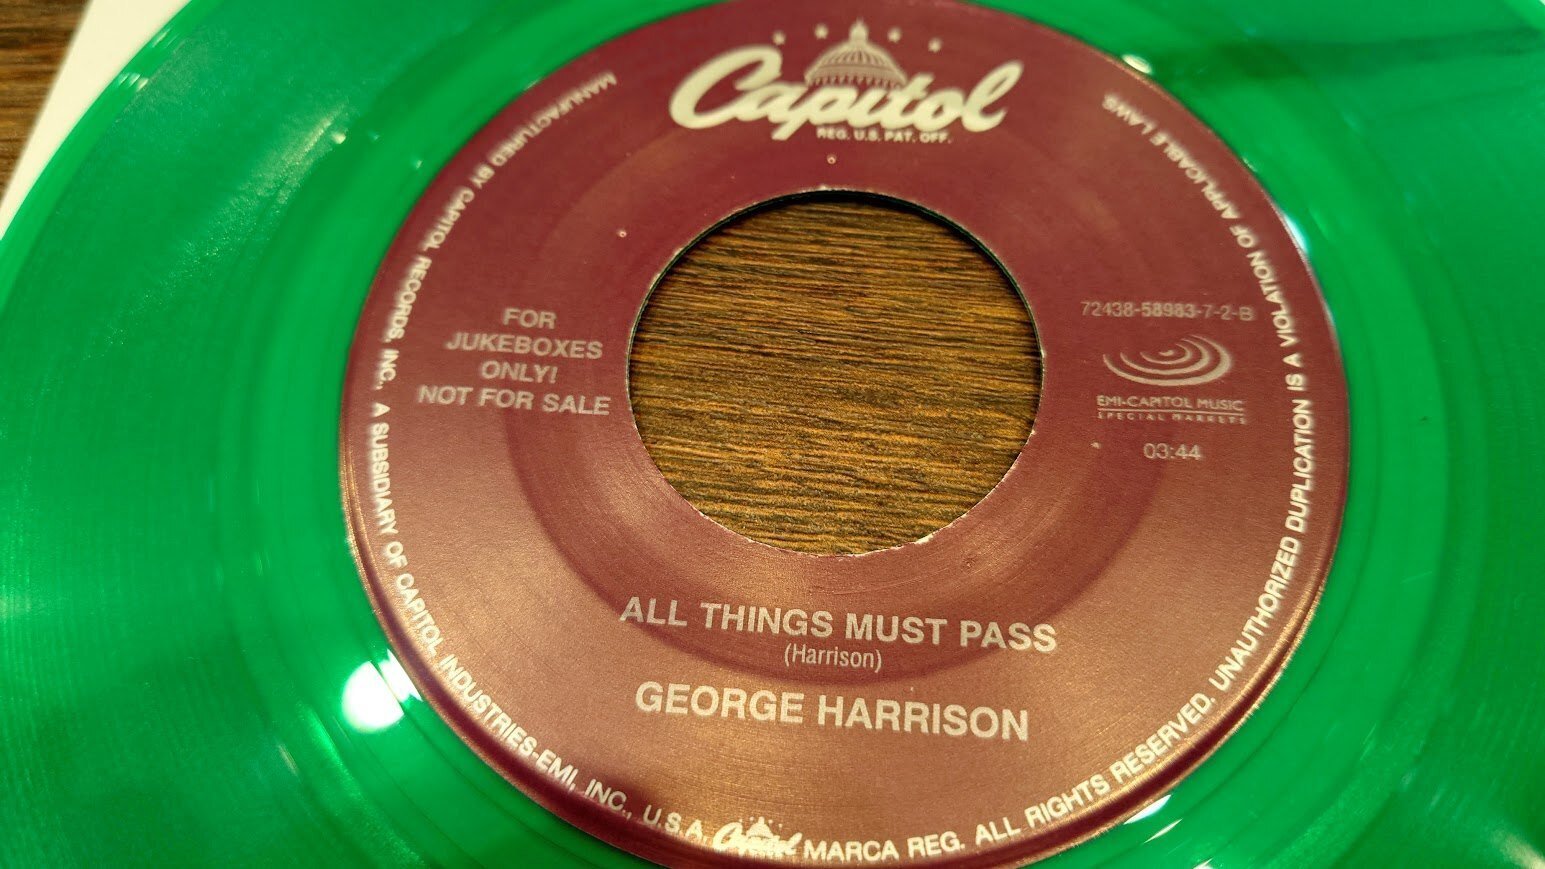 Capitol
REG. U.S. PAT. OFF.
FOR
JUKEBOXES
ONLY!
NOT FOR SALE
72438-58983-7-2-B
EMI-CAPITOL MUSIC
SPECIAL MARKETS
03:44
ALL THINGS MUST PASS
(Harrison)
GEORGE HARRISON
MANUFACTURED BY CAPITOL RECORDS, INC., A SUBSIDIARY OF CAPITOL INDUSTRIES-EMI, INC., U.S.A. Capitol MARCA REG. ALL RIGHTS RESERVED. UNAUTHORIZED DUPLICATION IS A VIOLATION OF APPLICABLE LAWS